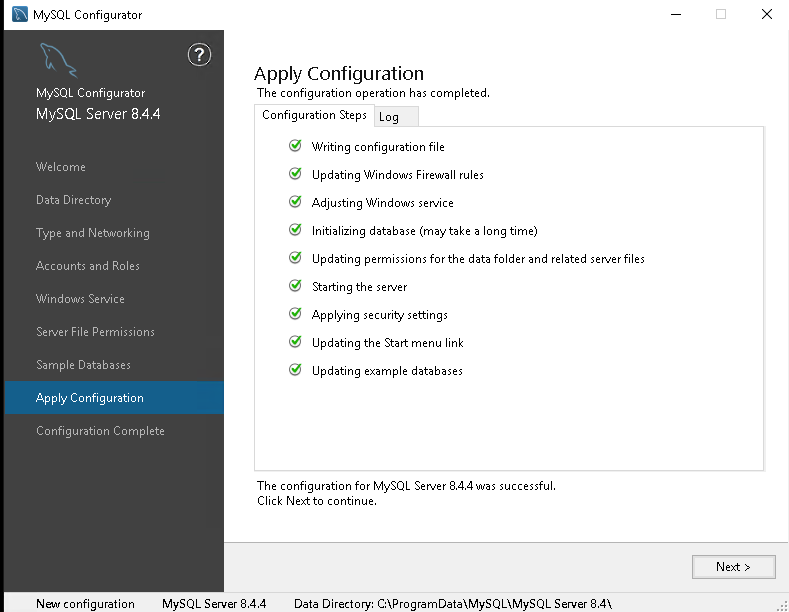 MySQL Configurator
?
MySQL Configurator
MySQL Server 8.4.4
Welcome
Data Directory
Type and Networking
Accounts and Roles
Windows Service
Server File Permissions
Sample Databases
Apply Configuration
Configuration Complete
Apply Configuration
The configuration operation has completed.
Configuration Steps Log
Writing configuration file
Updating Windows Firewall rules
Adjusting Windows service
Initializing database (may take a long time)
Updating permissions for the data folder and related server files
Starting the server
Applying security settings
Updating the Start menu link
Updating example databases
The configuration for MySQL Server 8.4.4 was successful.
Click Next to continue.
Next >
New configuration MySQL Server 8.4.4 Data Directory: C:\ProgramData\MySQL\MySQL Server 8.4\